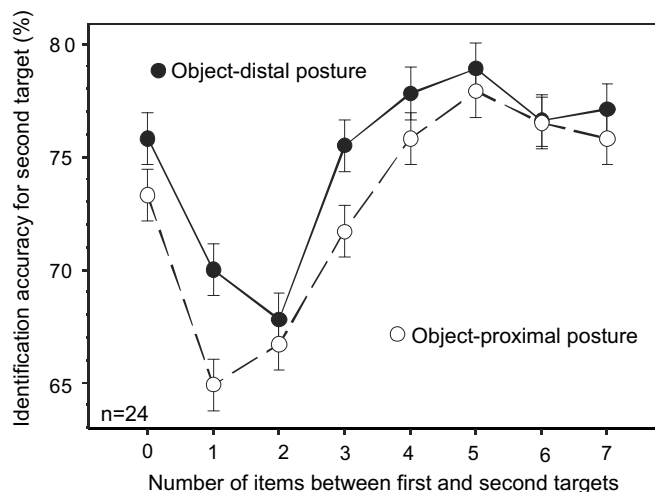 Identification accuracy for second target (%)
80
75
70
65
Object-distal posture
Object-proximal posture
n=24
0 1 2 3 4 5 6 7
Number of items between first and second targets